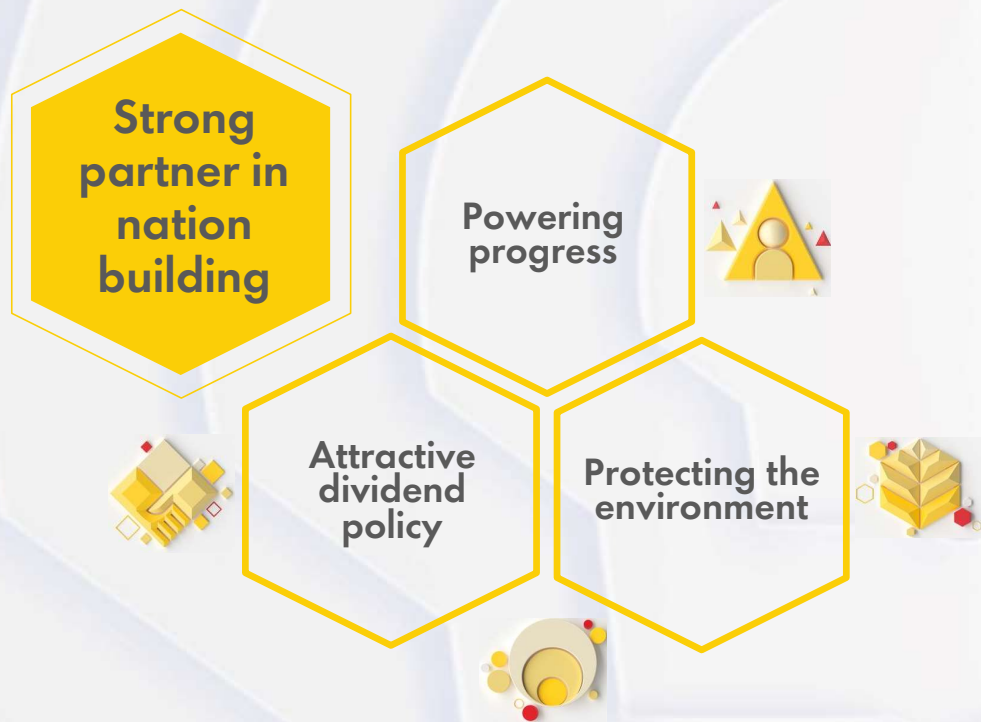 Strong
partner in
nation
building
Powering
progress
Attractive
dividend
policy
Protecting the
environment